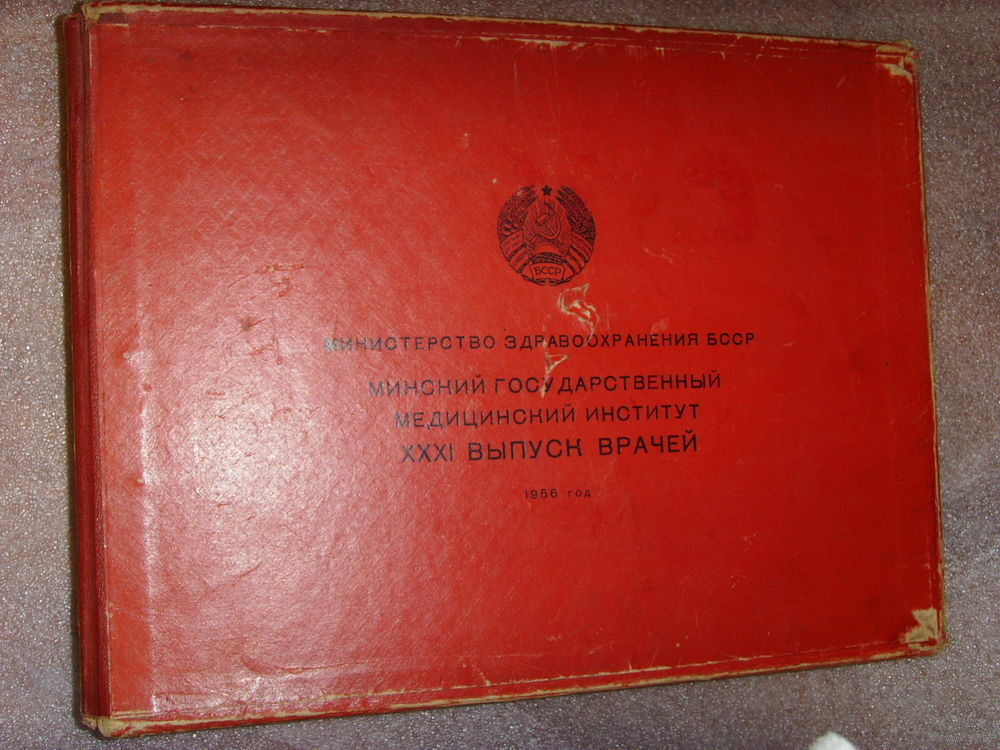 БССР
МИНИСТЕРСТВО ЗДРАВООХРАНЕНИЯ БССР
МИНСКИЙ ГОСУДАРСТВЕННЫЙ
МЕДИЦИНСКИЙ ИНСТИТУТ
XXXI ВЫПУСК ВРАЧЕЙ
1956 год